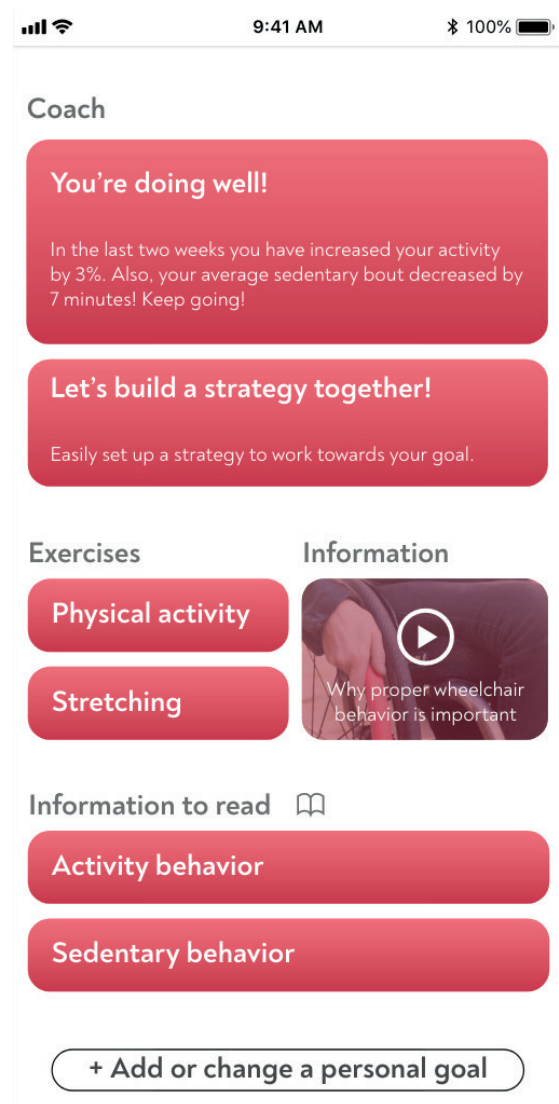 9:41 AM
100%
Coach
You're doing well!
In the last two weeks you have increased your activity
by 3%. Also, your average sedentary bout decreased by
7 minutes! Keep going!
Let's build a strategy together!
Easily set up a strategy to work towards your goal.
Exercises
Information
Physical activity
Stretching
Why proper wheelchair
behavior is important
Information to read
Activity behavior
Sedentary behavior
+ Add or change a personal goal